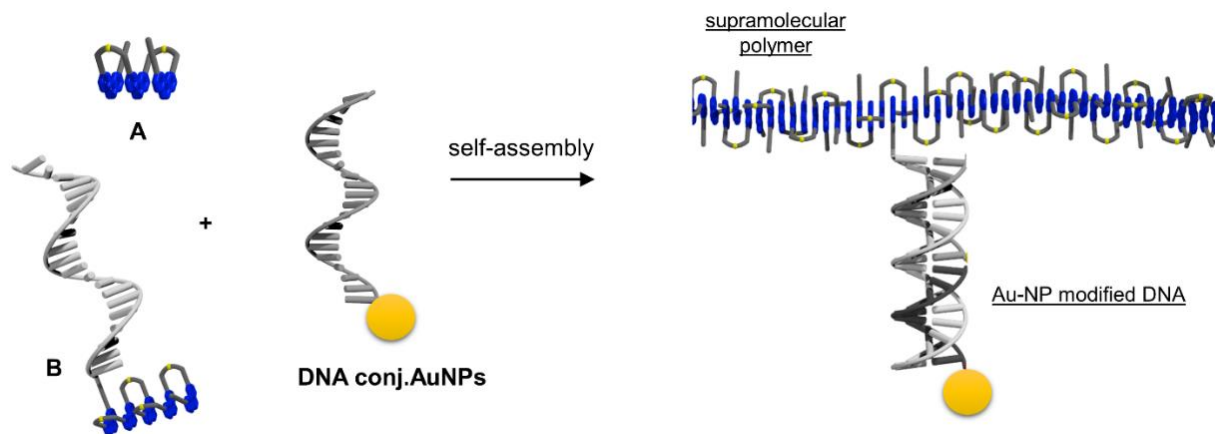 supramolecular
polymer
A
self-assembly
+
Au-NP modified DNA
B
DNA conj.AuNPs